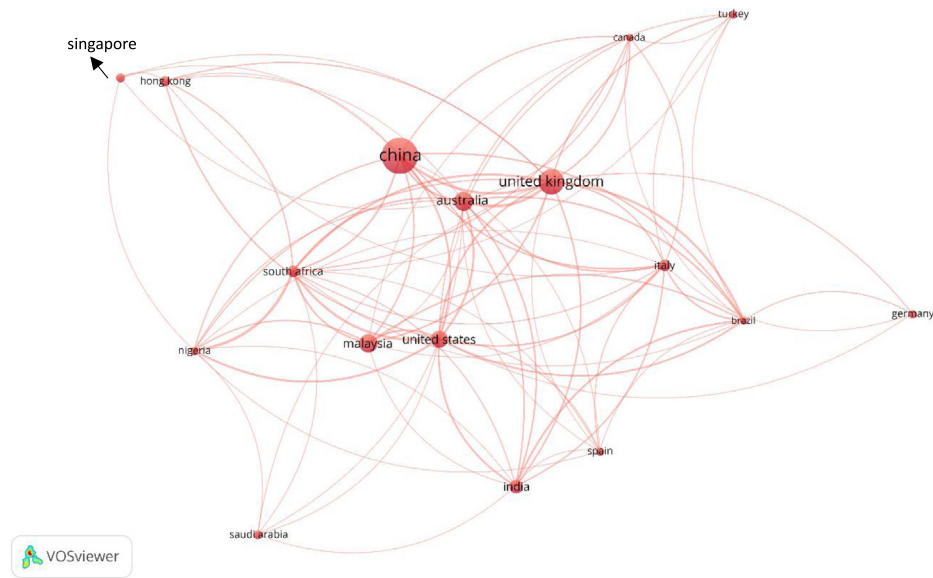 turkey
canada
singapore
hong kong
china
united kingdom
australia
italy
south africa
germany
brazil
united states
malaysia
nigeria
spain
india
saudi arabia
VOSviewer